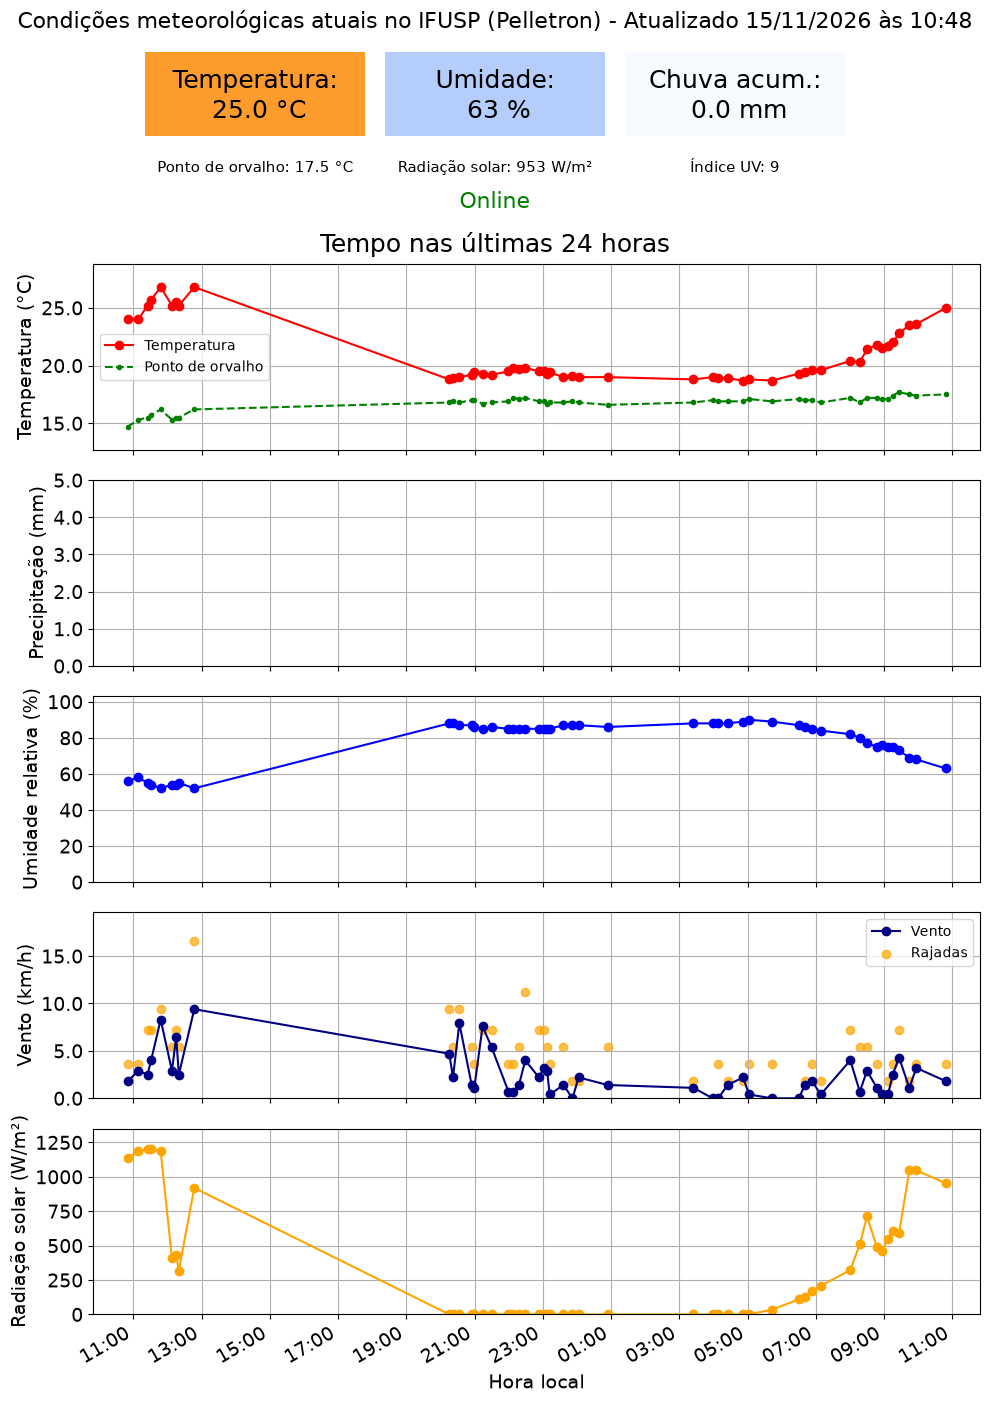 Condições meteorológicas atuais no IFUSP (Pelletron) - Atualizado 15/11/2026 às 10:48
Temperatura:
25.0 °C
Umidade:
63 %
Chuva acum.:
0.0 mm
Ponto de orvalho: 17.5 °C
Radiação solar: 953 W/m²
Índice UV: 9
Online
Tempo nas últimas 24 horas
Temperatura (°C)
25.0
20.0
15.0
Temperatura
Ponto de orvalho
Precipitação (mm)
5.0
4.0
3.0
2.0
1.0
0.0
Umidade relativa (%)
100
80
60
40
20
0
Vento (km/h)
15.0
10.0
5.0
0.0
Vento
Rajadas
Radiação solar (W/m²)
1250
1000
750
500
250
0
11:00 13:00 15:00 17:00 19:00 21:00 23:00 01:00 03:00 05:00 07:00 09:00 11:00
Hora local